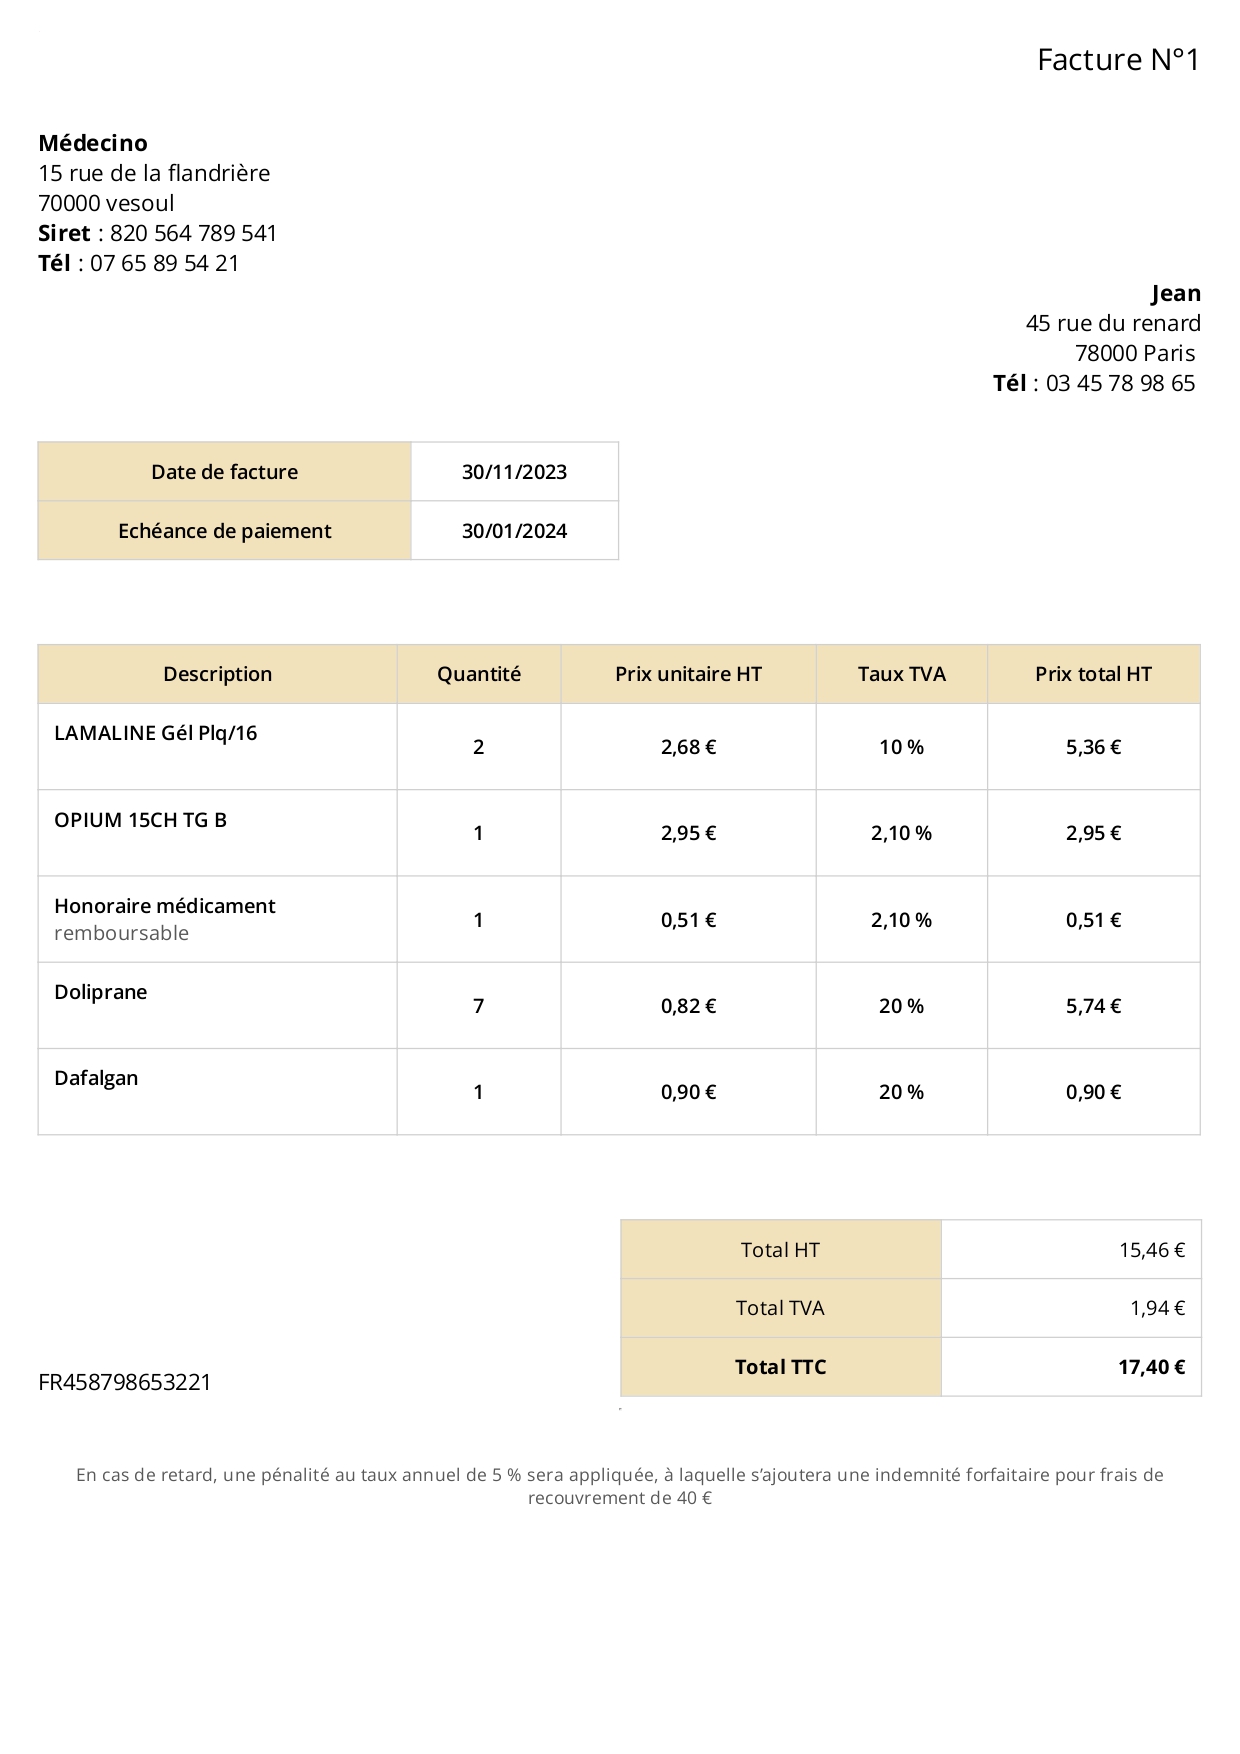 Facture N°1
Médecino
15 rue de la flandrière
70000 vesoul
Siret : 820 564 789 541
Tél : 07 65 89 54 21
Jean
45 rue du renard
78000 Paris
Tél : 03 45 78 98 65
Date de facture 30/11/2023
Echéance de paiement 30/01/2024
Description Quantité Prix unitaire HT Taux TVA Prix total HT
LAMALINE Gél Plq/16 2 2,68 € 10 % 5,36 €
OPIUM 15CH TG B 1 2,95 € 2,10 % 2,95 €
Honoraire médicament 1 0,51 € 2,10 % 0,51 €
remboursable
Doliprane 7 0,82 € 20 % 5,74 €
Dafalgan 1 0,90 € 20 % 0,90 €
Total HT 15,46 €
Total TVA 1,94 €
Total TTC 17,40 €
FR458798653221
En cas de retard, une pénalité au taux annuel de 5 % sera appliquée, à laquelle s’ajoutera une indemnité forfaitaire pour frais de
recouvrement de 40 €